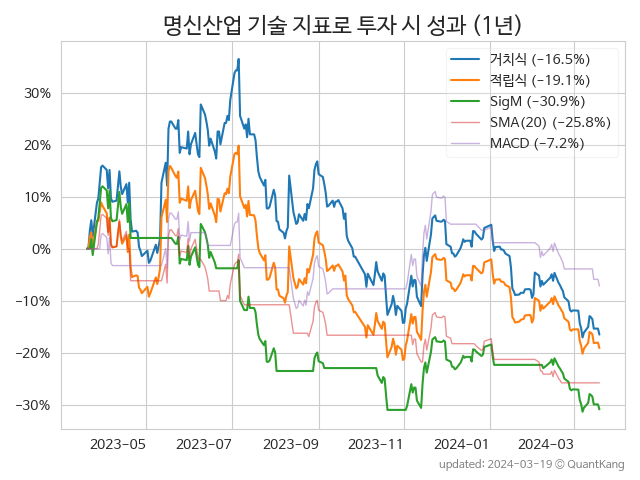 명신산업 기술 지표로 투자 시 성과 (1년)
거치식 (−16.5%)
적립식 (−19.1%)
SigM (−30.9%)
SMA(20) (−25.8%)
MACD (−7.2%)
30%
20%
10%
0%
−10%
−20%
−30%
2023-05 2023-07 2023-09 2023-11 2024-01 2024-03
updated: 2024-03-19 © QuantKang